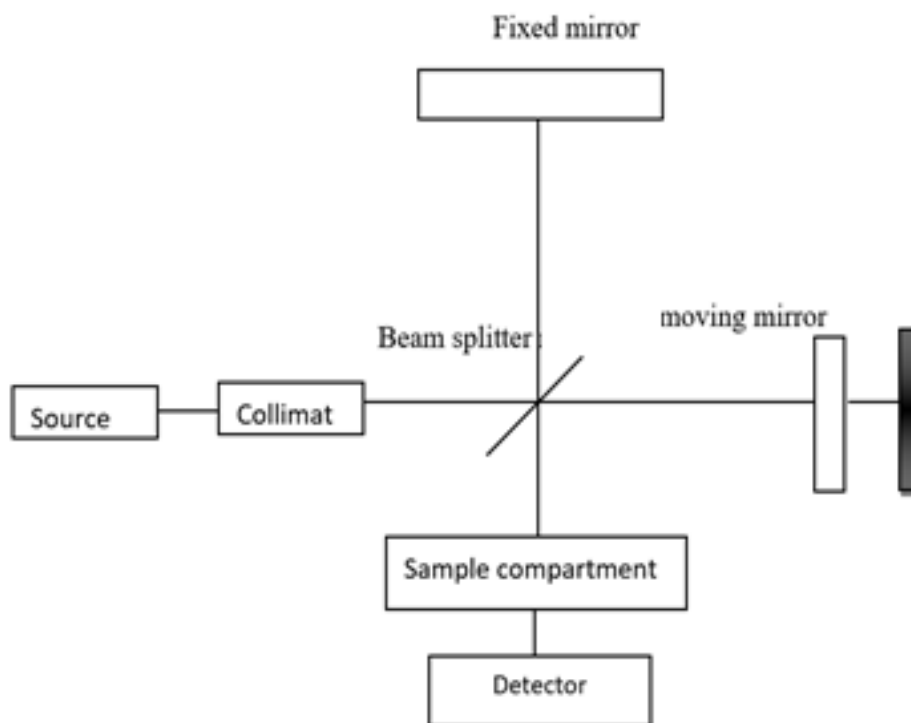 Fixed mirror
moving mirror
Beam splitter
Source
Collimat
Sample compartment
Detector